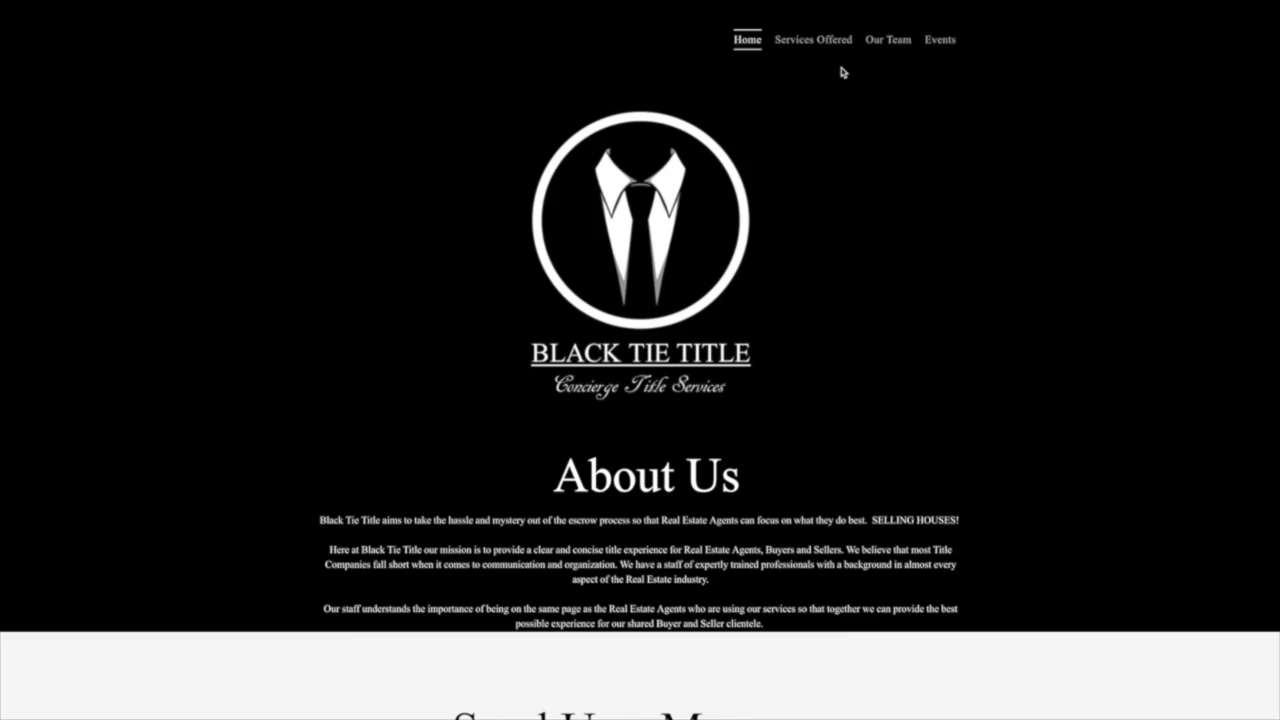 Home Services Offered Our Team Events
BLACK TIE TITLE
Concierge Title Services
About Us
Black Tie Title aims to take the hassle and mystery out of the escrow process so that Real Estate Agents can focus on what they do best. SELLING HOUSES!
Here at Black Tie Title our mission is to provide a clear and concise title experience for Real Estate Agents, Buyers and Sellers. We believe that most Title
Companies fall short when it comes to communication and organization. We have a staff of expertly trained professionals with a background in almost every
aspect of the Real Estate industry.
Our staff understands the importance of being on the same page as the Real Estate Agents who are using our services so that together we can provide the best
possible experience for our shared Buyer and Seller clientele.